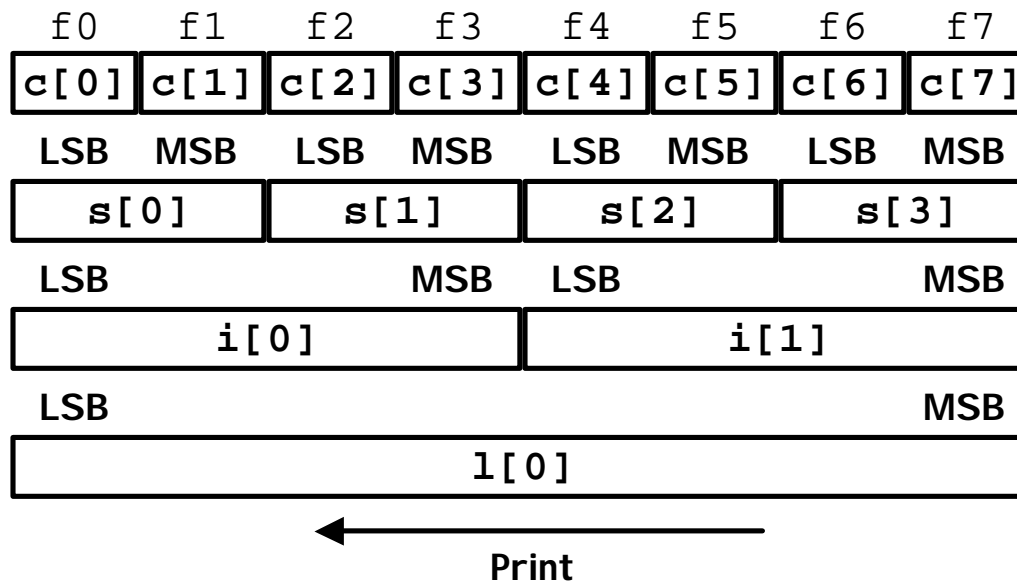 f0 f1 f2 f3 f4 f5 f6 f7
c[0] c[1] c[2] c[3] c[4] c[5] c[6] c[7]
LSB MSB LSB MSB LSB MSB LSB MSB
s[0] s[1] s[2] s[3]
LSB MSB LSB MSB
i[0] i[1]
LSB MSB
l[0]
Print